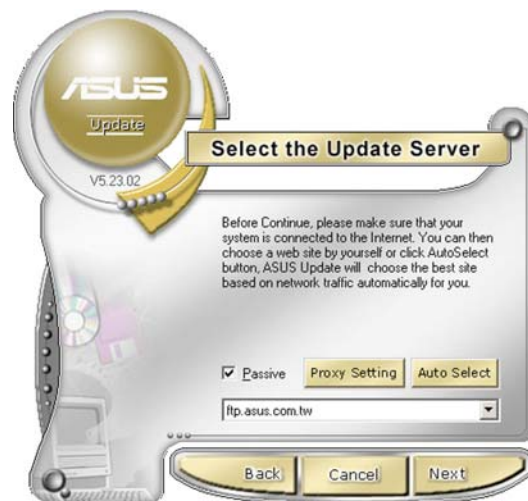 ASUS
Update
V5.23.02
Select the Update Server
Before Continue, please make sure that your
system is connected to the Internet. You can then
choose a web site by yourself or click AutoSelect
button, ASUS Update will choose the best site
based on network traffic automatically for you.
Passive
Proxy Setting
Auto Select
ftp.asus.com.tw
Back
Cancel
Next